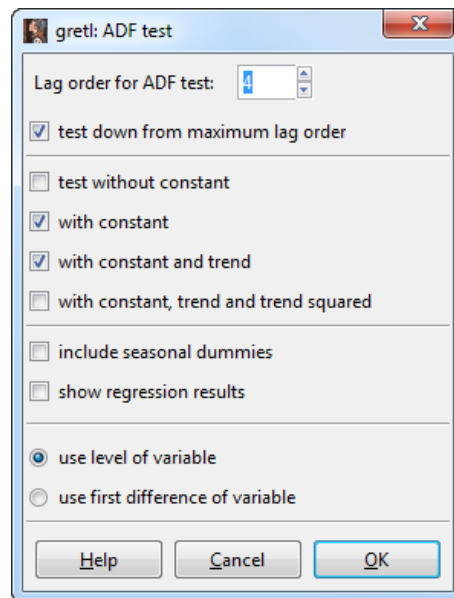 gretl: ADF test
Lag order for ADF test: 4
test down from maximum lag order
test without constant
with constant
with constant and trend
with constant, trend and trend squared
include seasonal dummies
show regression results
use level of variable
use first difference of variable
Help Cancel OK